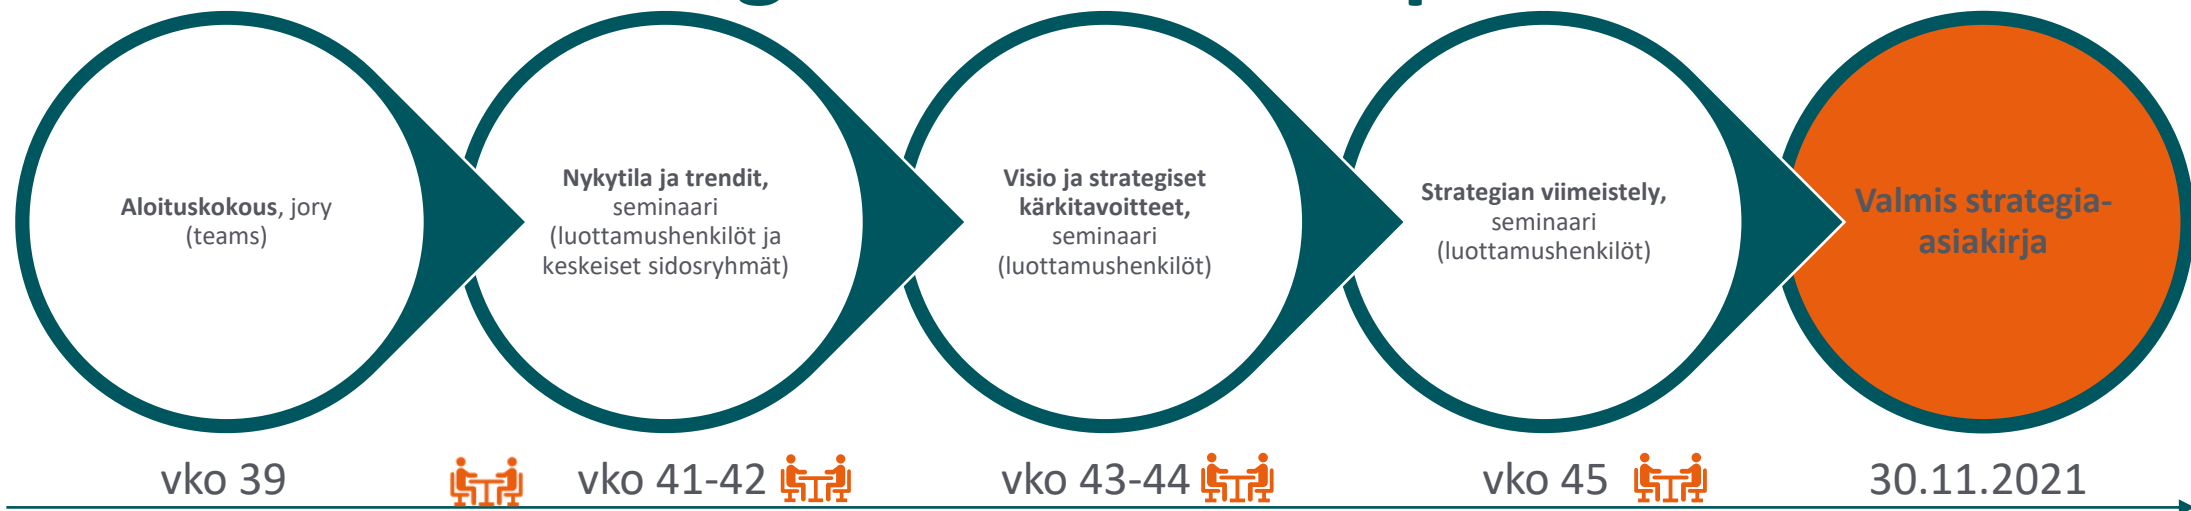 Aloituskokous, jory
(teams)
Nykytila ja trendit,
seminaari
(luottamushenkilöt ja
keskeiset sidosryhmät)
Visio ja strategiset
kärkitavoitteet,
seminaari
(luottamushenkilöt)
Strategian viimeistely,
seminaari
(luottamushenkilöt)
Valmis strategia-
asiakirja
vko 39
vko 41-42
vko 43-44
vko 45
30.11.2021